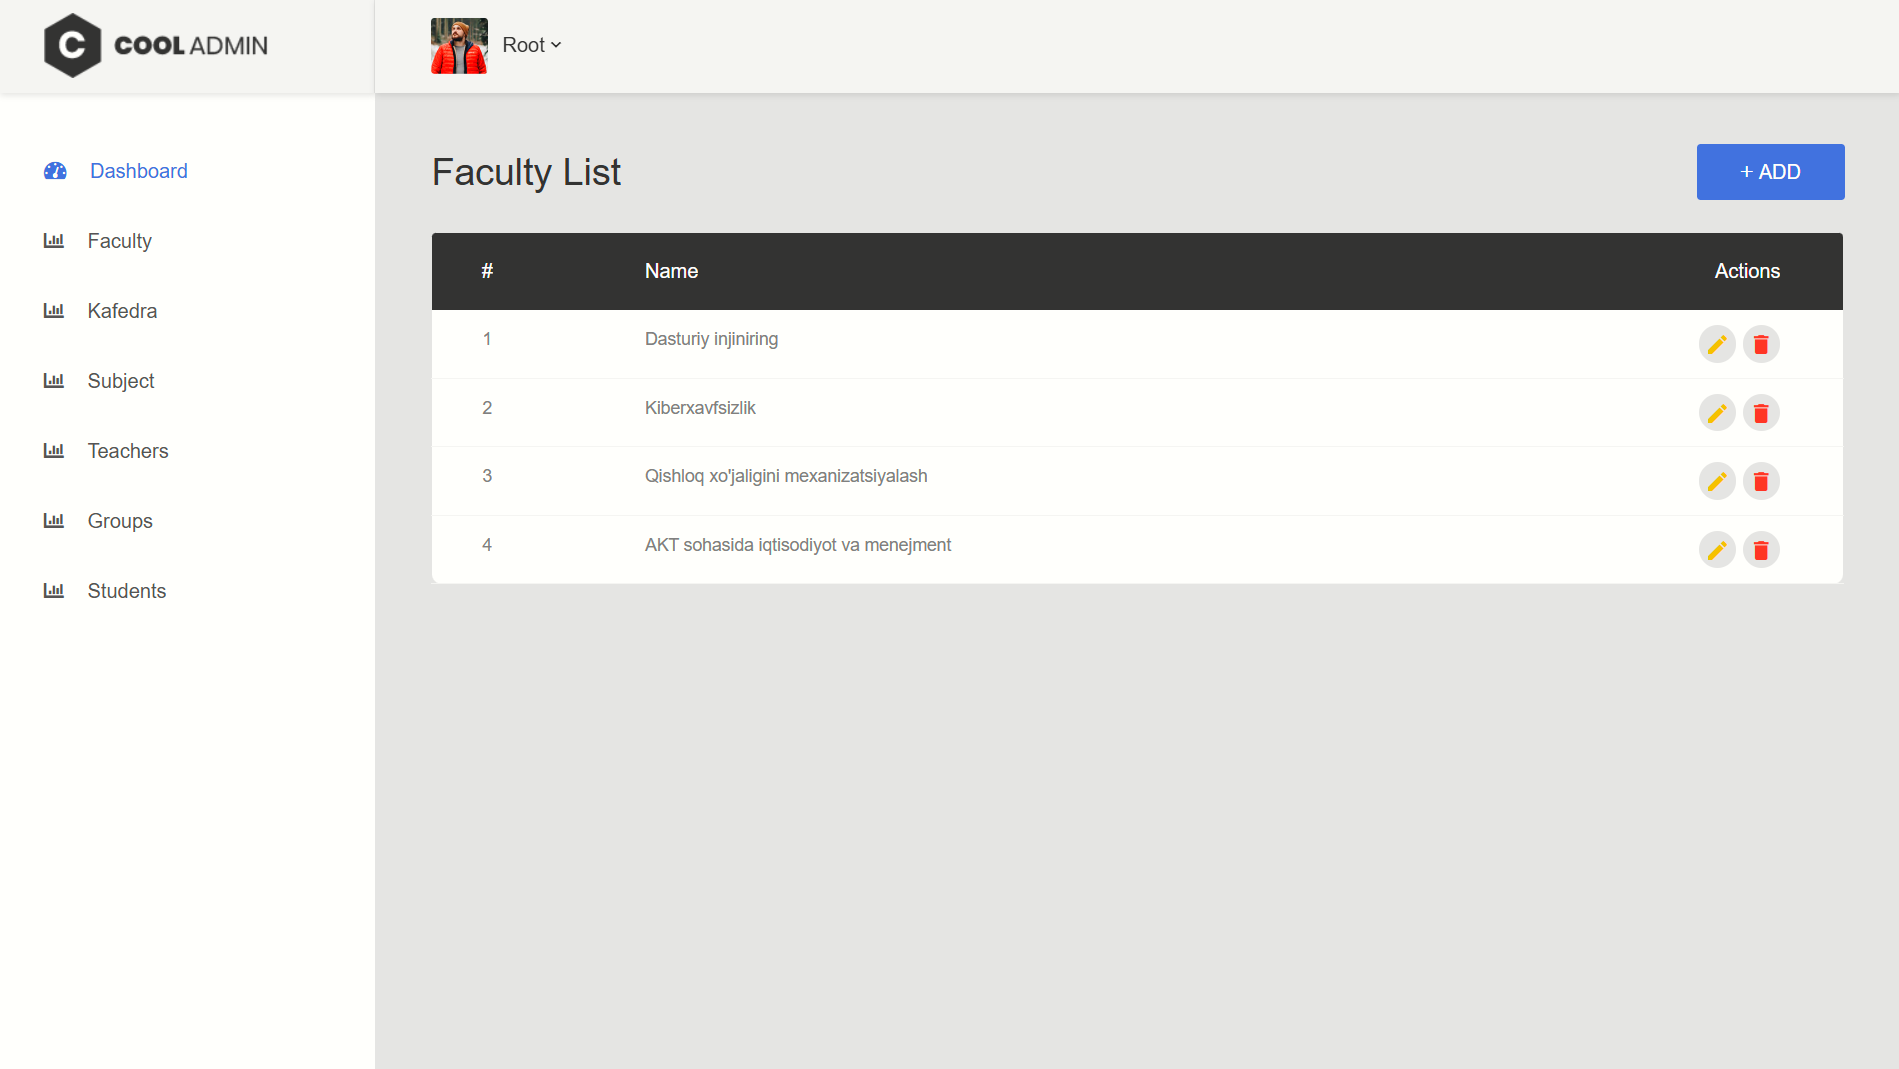 C COOL ADMIN
Root
Dashboard
Faculty
Kafedra
Subject
Teachers
Groups
Students
Faculty List
+ ADD
# Name Actions
1 Dasturiy injiniring
2 Kiberxavfsizlik
3 Qishloq xo'jaligini mexanizatsiyalash
4 AKT sohasida iqtisodiyot va menejment